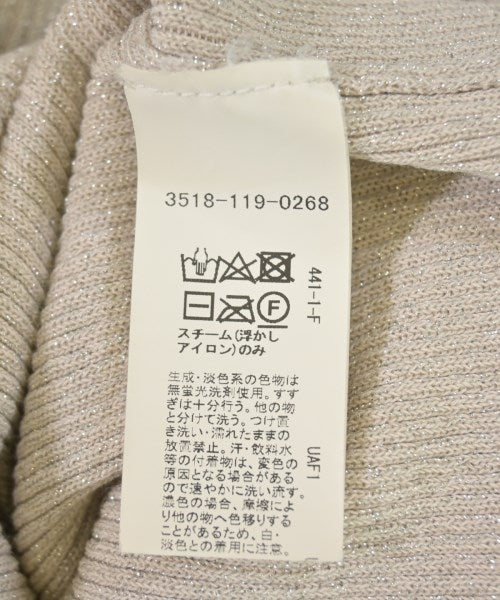 3518-119-0268
F
スチーム(浮かし
アイロン)のみ
生成・淡色系の色物は
無蛍光洗剤使用。すす
ぎは十分行う。他の物
と分けて洗う。つけ置
き洗い・濡れたままの
放置禁止。汗・飲料水
等の付着物は、変色の
原因となる場合がある
ので速やかに洗い流ず。
濃色の場合、摩擦によ
り他の物へ色移りする
ことがあるため、白・
淡色との着用に注意。
441-1-F
UAF1